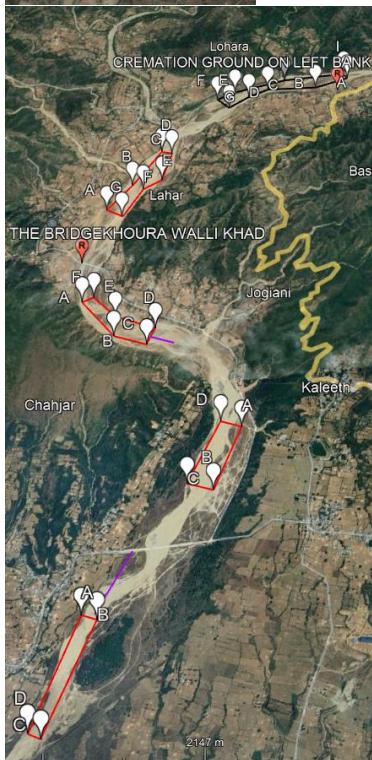 Lohara
I
CREMATION GROUND ON LEFT BANK
R
F
E
G
D
C
B
A
D
C
B
F
E
A
G
Lahar
Bas
THE BRIDGEKHOURA WALLI KHAD
R
F
A
E
D
C
B
Jogiani
Kaleeth
Chahjar
D
A
B
C
A
B
D
C
2147 m